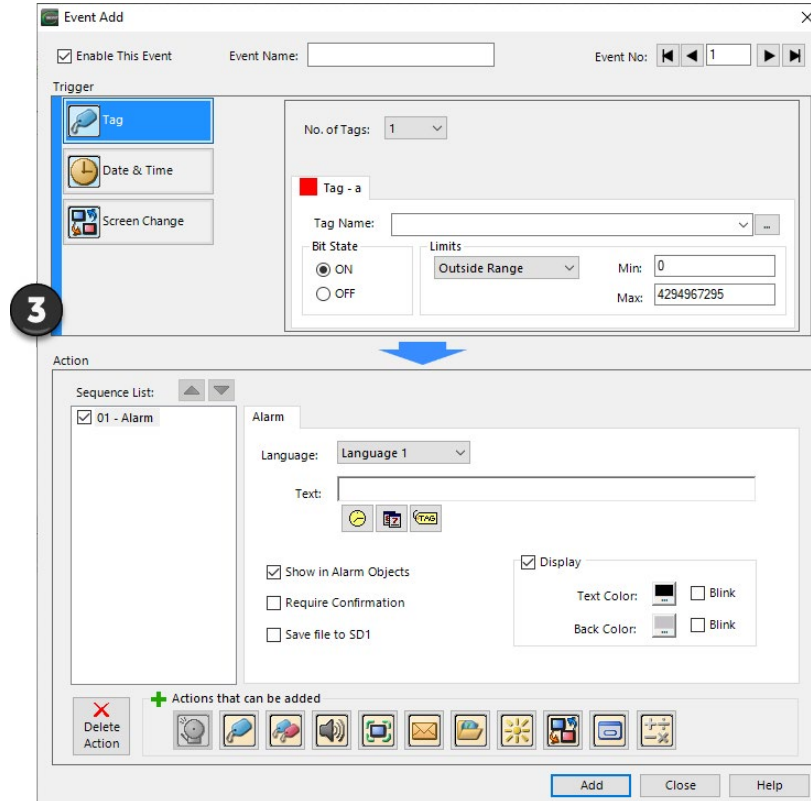 Event Add
Enable This Event Event Name: Event No: 1
Trigger
Tag
No. of Tags: 1
Date & Time
Tag - a
Screen Change
Tag Name: ...
Bit State Limits
ON Outside Range Min: 0
OFF Max: 4294967295
3
Action
Sequence List:
01 - Alarm Alarm
Language: Language 1
Text:
TAG
Show in Alarm Objects Display
Text Color: ... Blink
Require Confirmation
Back Color: ... Blink
Save file to SD1
Actions that can be added
Delete
Action
Add Close Help